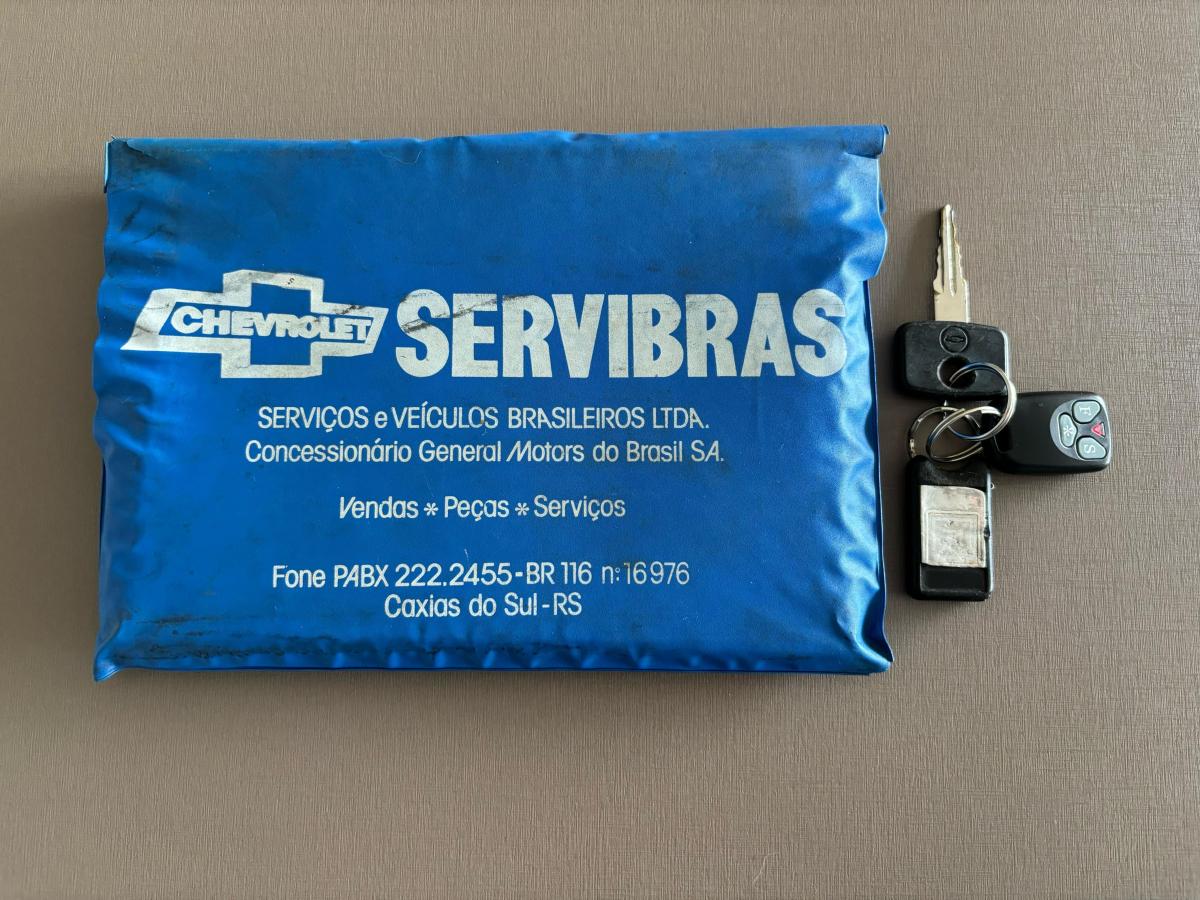 CHEVROLET SERVIBRAS
SERVIÇOS e VEÍCULOS BRASILEIROS LTDA.
Concessionário General Motors do Brasil SA.
Vendas * Peças * Serviços
Fone PABX 222.2455-BR 116 nº 16976
Caxias do Sul-RS
F
S